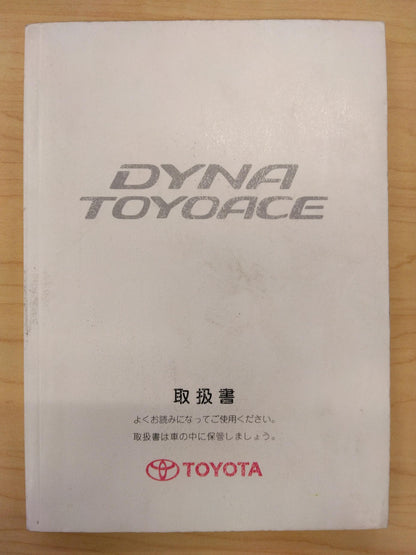 DYNA
TOYOACE
取扱書
よくお読みになってご使用ください。
取扱書は車の中に保管しましょう。
TOYOTA